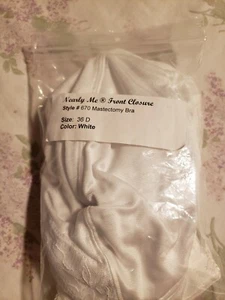 Nearly Me ® Front Closure
Style # 670 Mastectomy Bra
Size: 36 D
Color: White